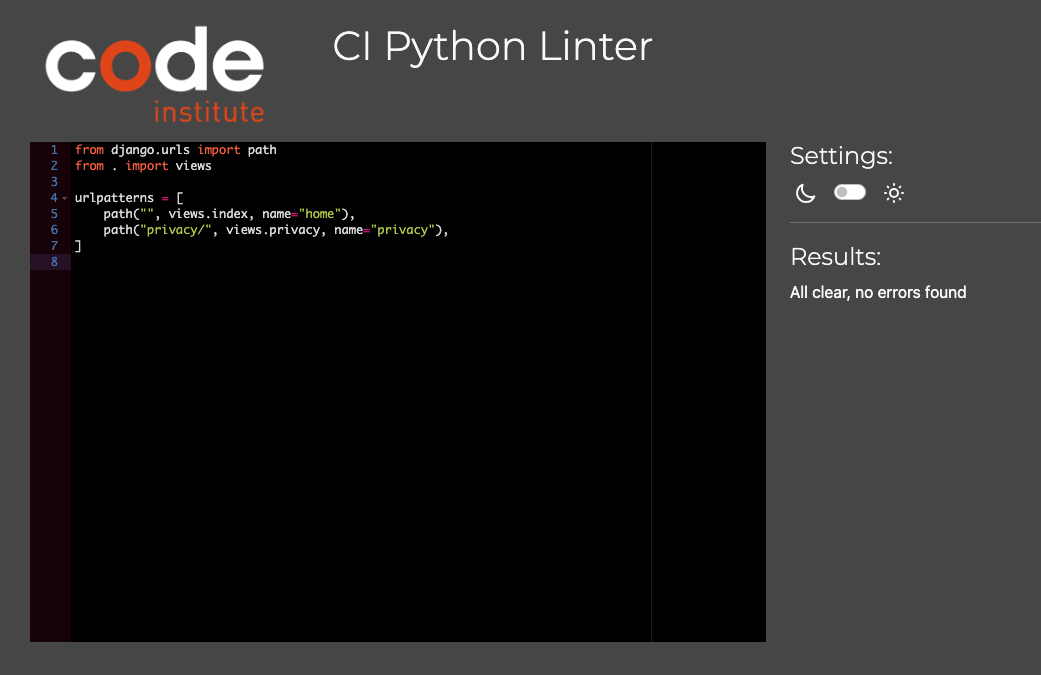 code
institute
CI Python Linter
1 from django.urls import path
2 from . import views
3
4 urlpatterns = [
5     path("", views.index, name="home"),
6     path("privacy/", views.privacy, name="privacy"),
7 ]
8
Settings:
Results:
All clear, no errors found